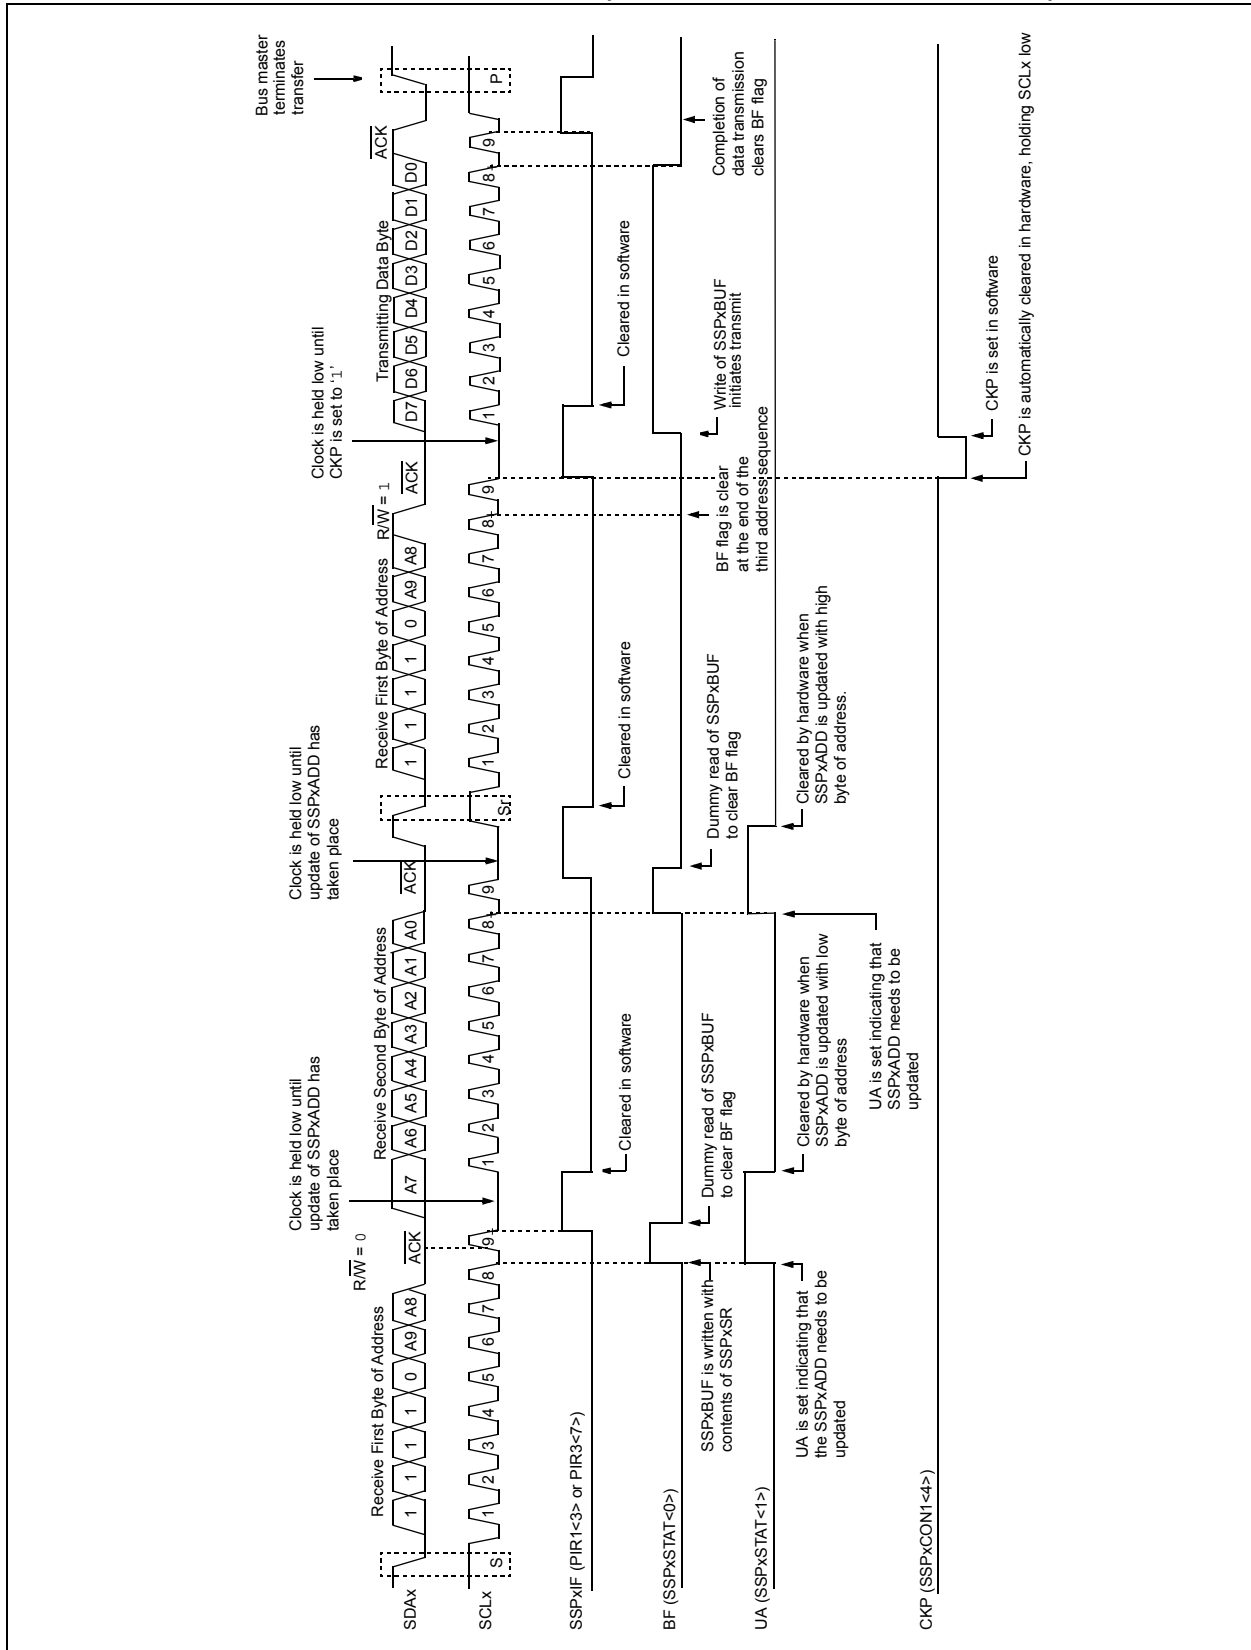 Bus master
terminates
transfer
Clock is held low until
CKP is set to ‘1’
Clock is held low until
update of SSPxADD has
taken place
Clock is held low until
update of SSPxADD has
taken place
R/W = 0
R/W = 1
Receive First Byte of Address
Receive Second Byte of Address
Receive First Byte of Address
Transmitting Data Byte
ACK
ACK
ACK
ACK
SDAx
1 1 1 1 0 A9 A8
A7 A6 A5 A4 A3 A2 A1 A0
1 1 1 1 0 A9 A8
D7 D6 D5 D4 D3 D2 D1 D0
SCLx
S
1 2 3 4 5 6 7 8 9
1 2 3 4 5 6 7 8 9
Sr
1 2 3 4 5 6 7 8 9
1 2 3 4 5 6 7 8 9
P
SSPxIF (PIR1<3> or PIR3<7>)
Cleared in software
Cleared in software
Cleared in software
BF (SSPxSTAT<0>)
SSPxBUF is written with
contents of SSPxSR
Dummy read of SSPxBUF
to clear BF flag
Dummy read of SSPxBUF
to clear BF flag
BF flag is clear
at the end of the
third address sequence
Write of SSPxBUF
initiates transmit
Completion of
data transmission
clears BF flag
UA (SSPxSTAT<1>)
UA is set indicating that
the SSPxADD needs to be
updated
Cleared by hardware when
SSPxADD is updated with low
byte of address
UA is set indicating that
SSPxADD needs to be
updated
Cleared by hardware when
SSPxADD is updated with high
byte of address.
CKP (SSPxCON1<4>)
CKP is set in software
CKP is automatically cleared in hardware, holding SCLx low